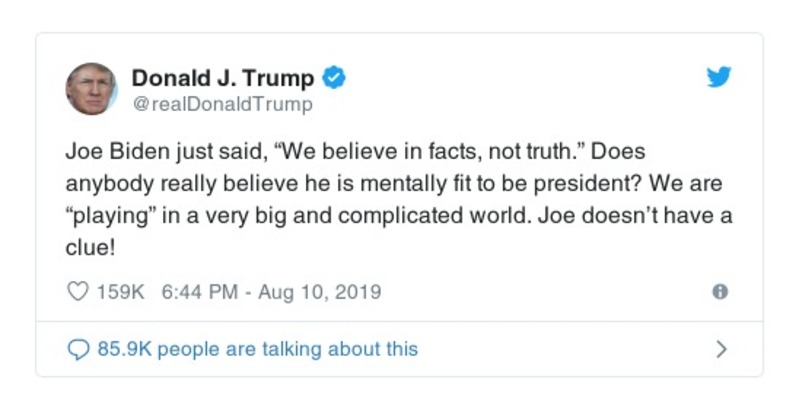 Donald J. Trump
@realDonaldTrump
Joe Biden just said, “We believe in facts, not truth.” Does
anybody really believe he is mentally fit to be president? We are
“playing” in a very big and complicated world. Joe doesn’t have a
clue!
159K 6:44 PM - Aug 10, 2019
85.9K people are talking about this